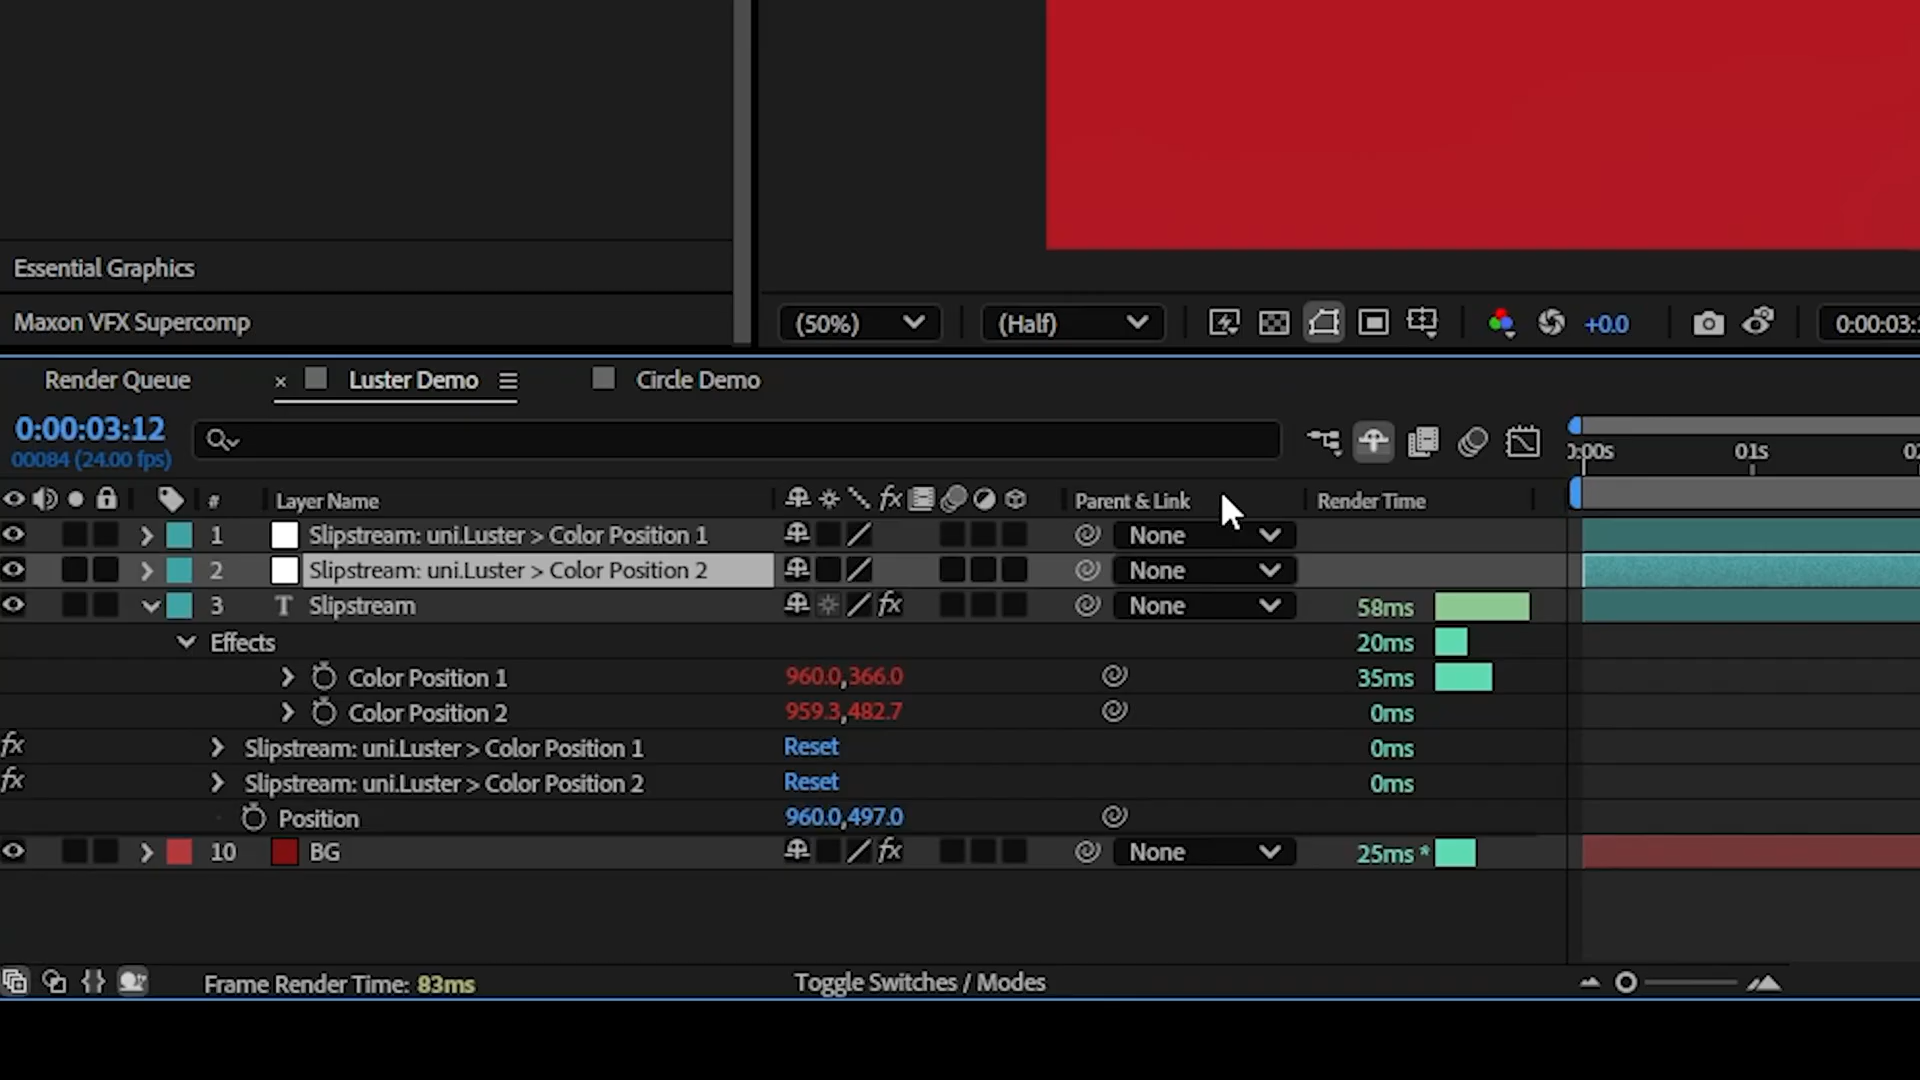 Essential Graphics
Maxon VFX Supercomp
(50%) (Half) +0.0 0:00:03:
Render Queue × Luster Demo Circle Demo
0:00:03:12
00084 (24.00 fps)
0:00s 01s
# Layer Name fx Parent & Link Render Time
1 Slipstream: uni.Luster > Color Position 1 None
2 Slipstream: uni.Luster > Color Position 2 None
3 T Slipstream fx None 58ms
Effects 20ms
Color Position 1 960.0,366.0 35ms
Color Position 2 959.3,482.7 0ms
fx Slipstream: uni.Luster > Color Position 1 Reset 0ms
fx Slipstream: uni.Luster > Color Position 2 Reset 0ms
Position 960.0,497.0
10 BG fx None 25ms *
Frame Render Time: 83ms Toggle Switches / Modes